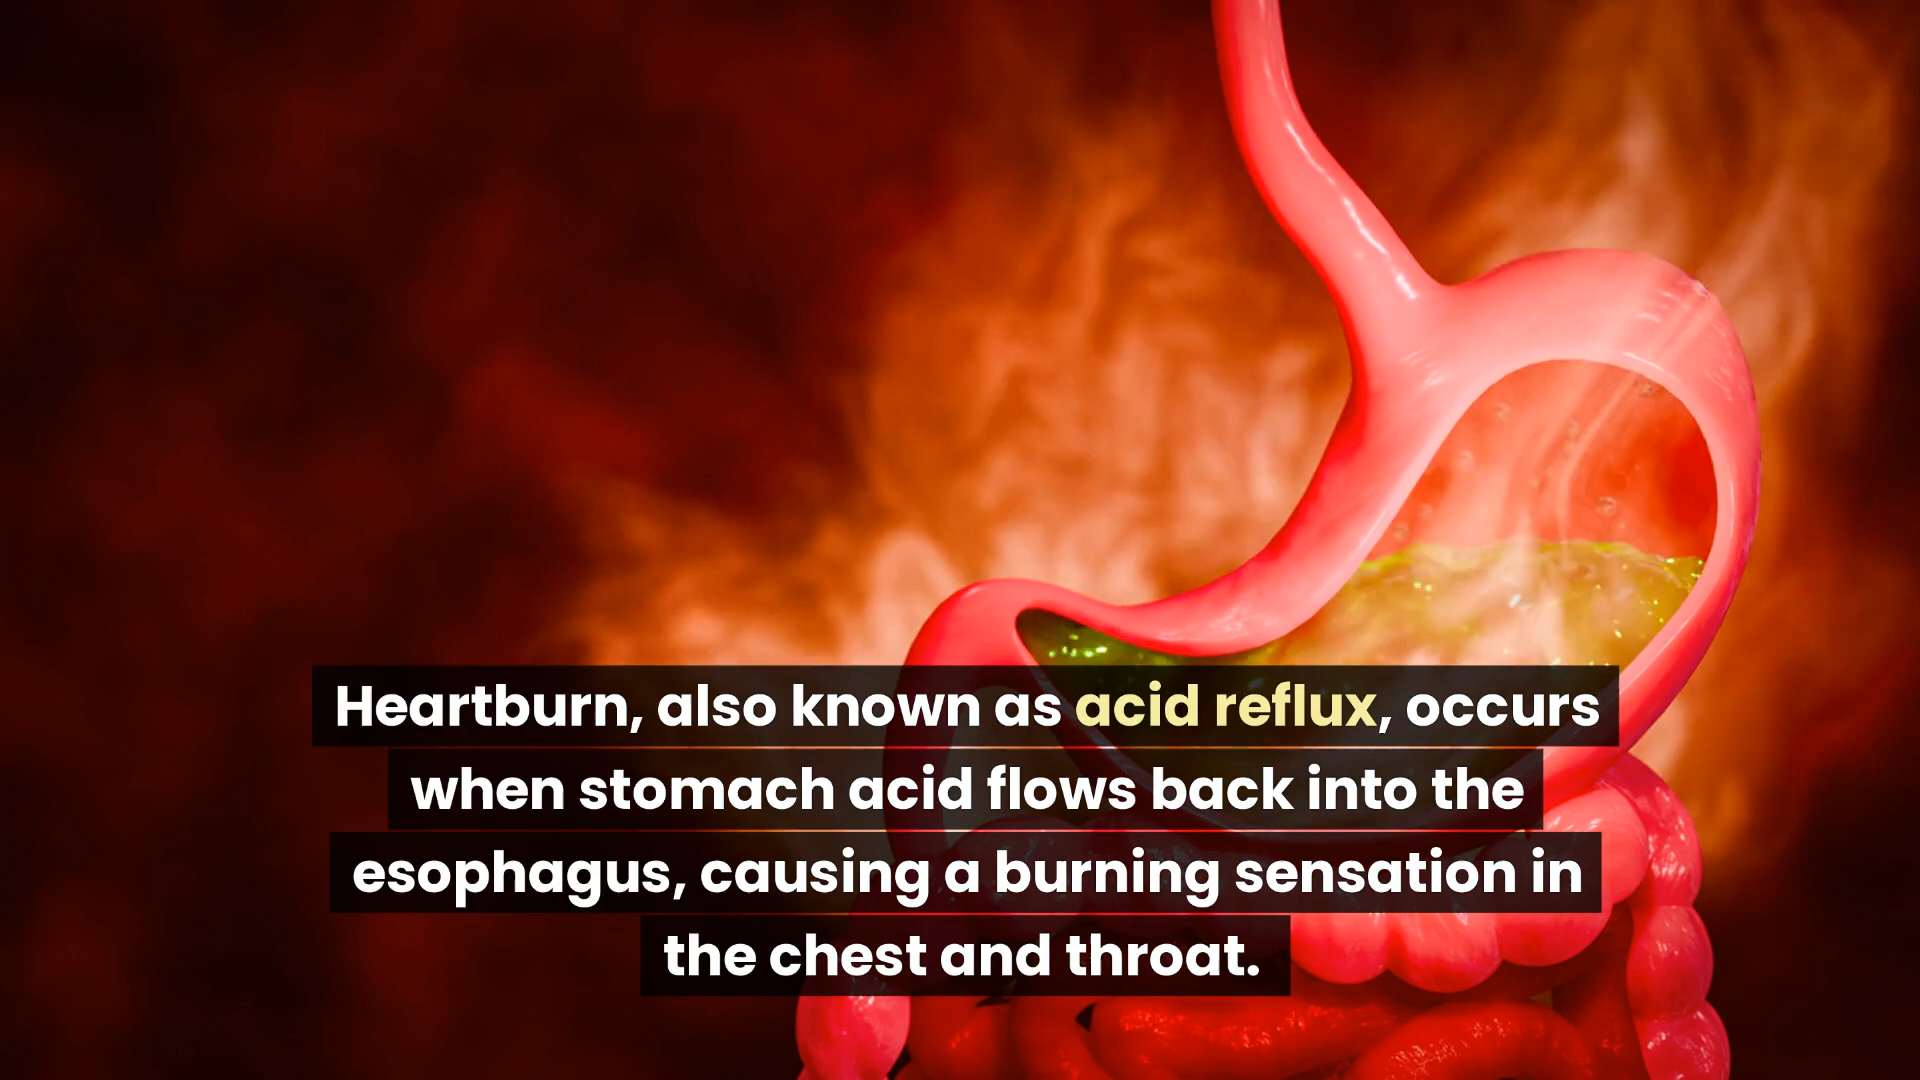 Heartburn, also known as acid reflux, occurs
when stomach acid flows back into the
esophagus, causing a burning sensation in
the chest and throat.